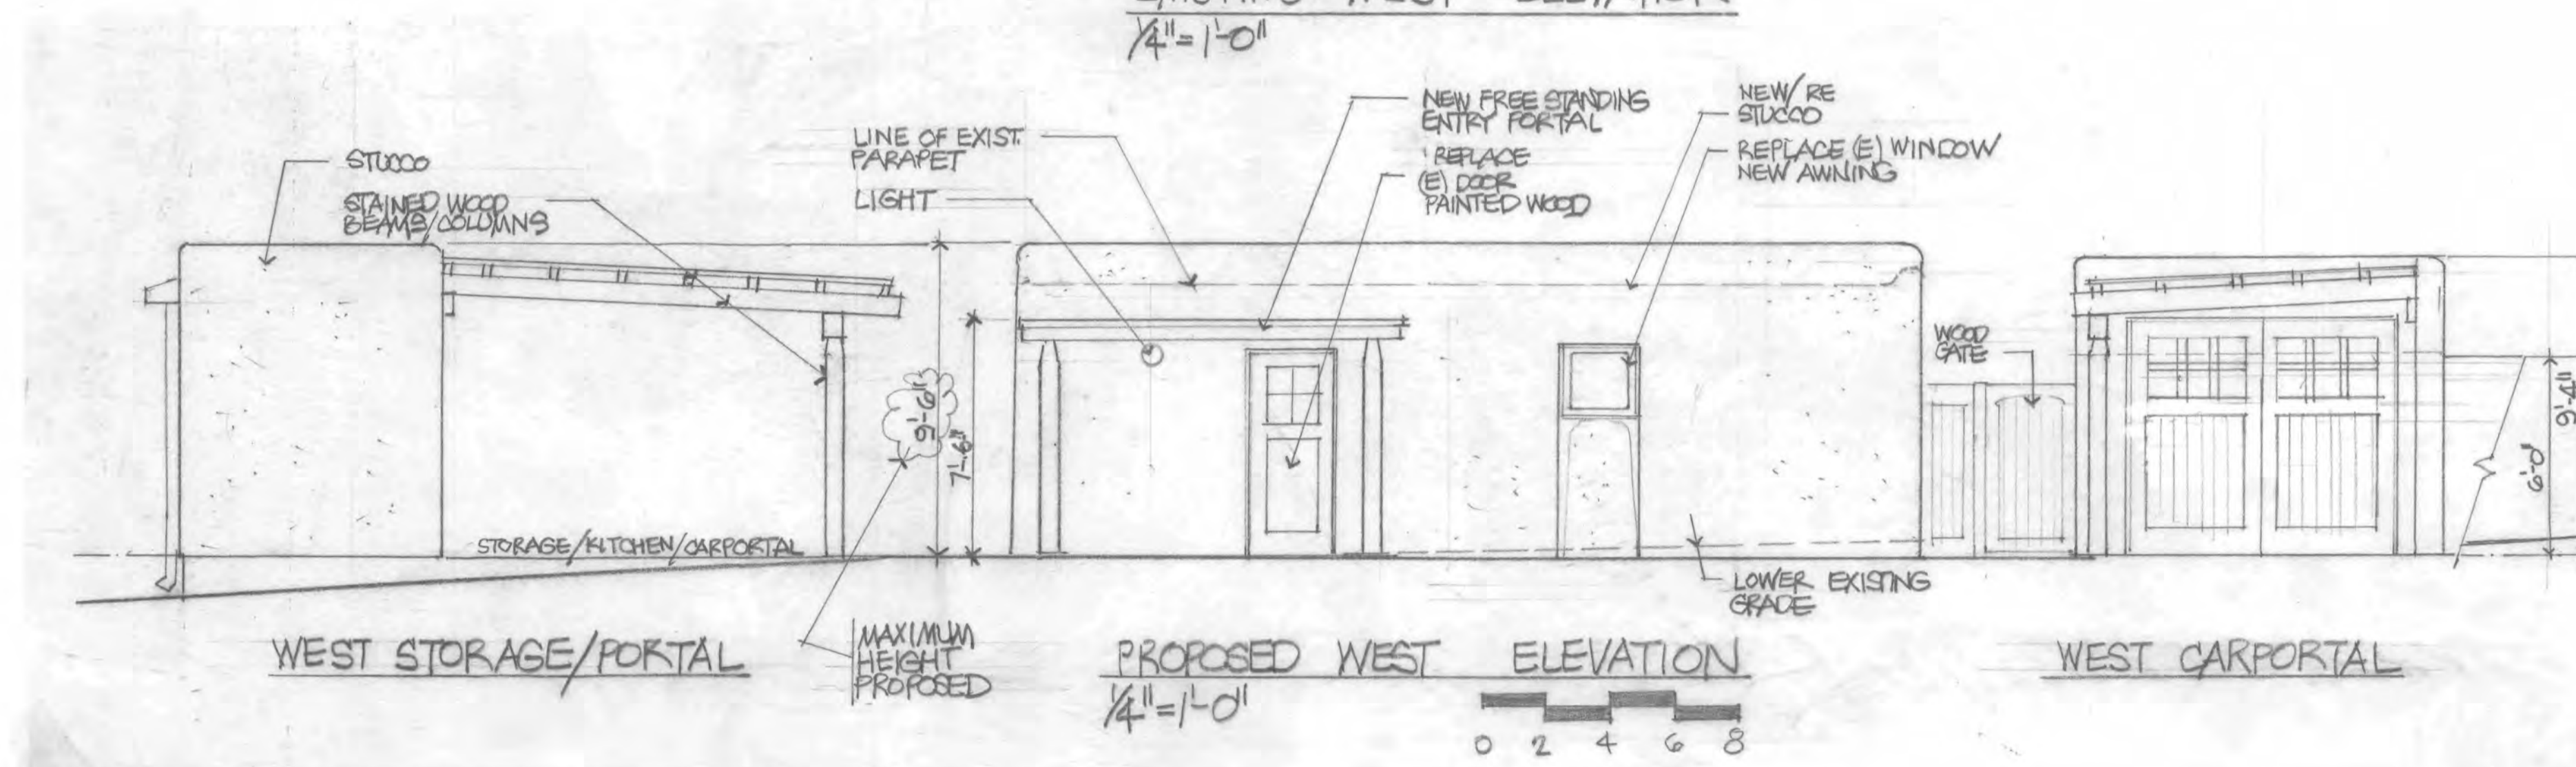 EXISTING WEST ELEVATION
1/4"=1'-0"
STUCCO
STAINED WOOD
BEAMS/COLUMNS
LINE OF EXIST.
PARAPET
LIGHT
NEW FREE STANDING
ENTRY PORTAL
REPLACE
(E) DOOR
PAINTED WOOD
NEW/RE
STUCCO
REPLACE (E) WINDOW
NEW AWNING
WOOD
GATE
9'-6"
7'-6"
9'-4"
6'-0"
STORAGE/KITCHEN/CARPORTAL
LOWER EXISTING
GRADE
MAXIMUM
HEIGHT
PROPOSED
WEST STORAGE/PORTAL
PROPOSED WEST ELEVATION
1/4"=1'-0"
0 2 4 6 8
WEST CARPORTAL